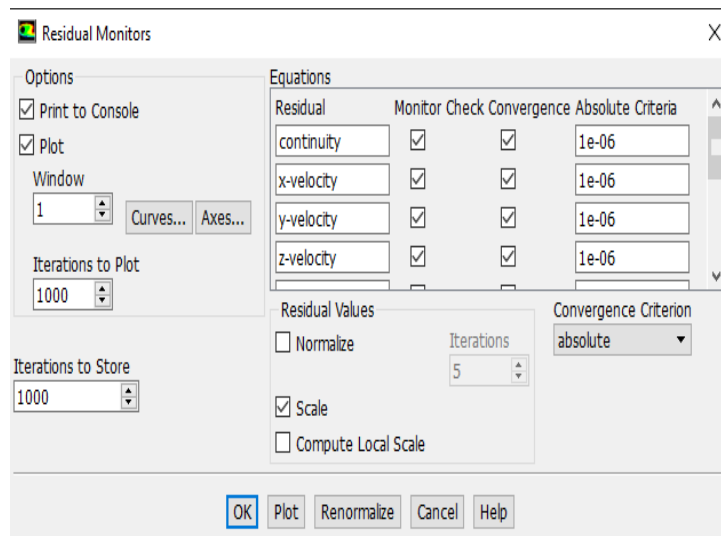 Residual Monitors
Options
Print to Console
Plot
Window
1
Curves... Axes...
Iterations to Plot
1000
Iterations to Store
1000
Equations
Residual Monitor Check Convergence Absolute Criteria
continuity 1e-06
x-velocity 1e-06
y-velocity 1e-06
z-velocity 1e-06
Residual Values
Normalize
Iterations
5
Scale
Compute Local Scale
Convergence Criterion
absolute
OK Plot Renormalize Cancel Help